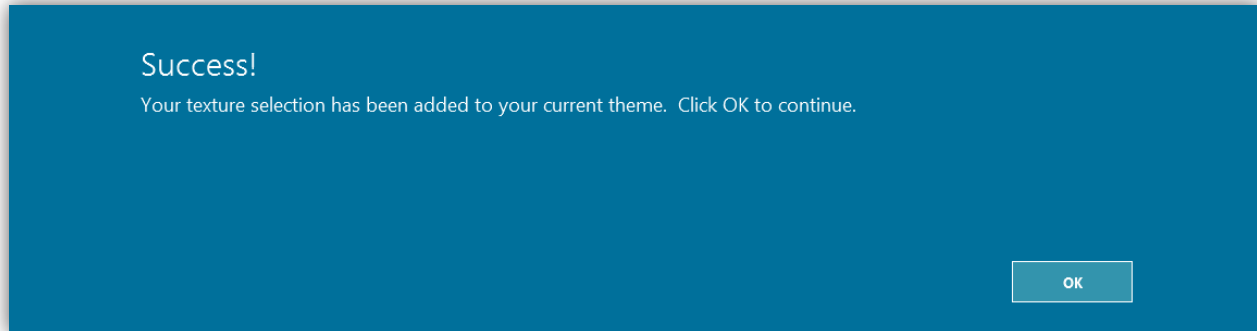 Success!
Your texture selection has been added to your current theme.  Click OK to continue.
OK